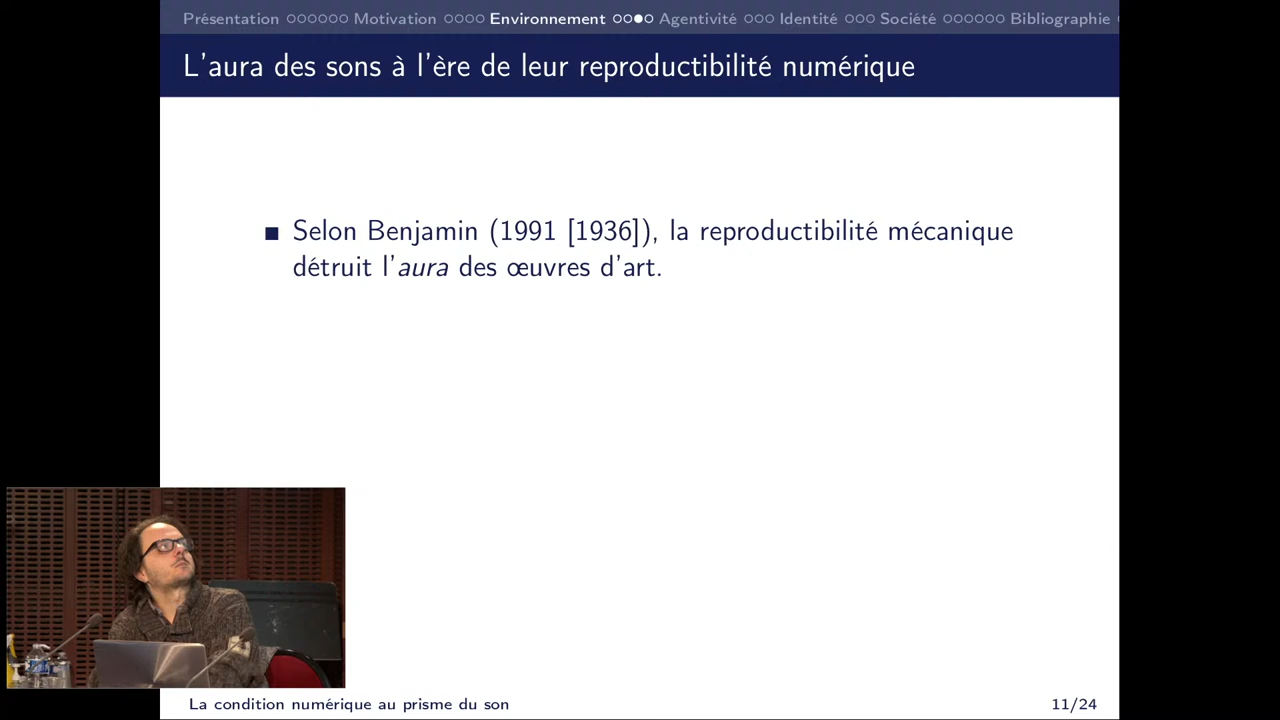 Présentation Motivation Environnement Agentivité Identité Société Bibliographie
L'aura des sons à l'ère de leur reproductibilité numérique
Selon Benjamin (1991 [1936]), la reproductibilité mécanique
détruit l'aura des œuvres d'art.
La condition numérique au prisme du son 11/24